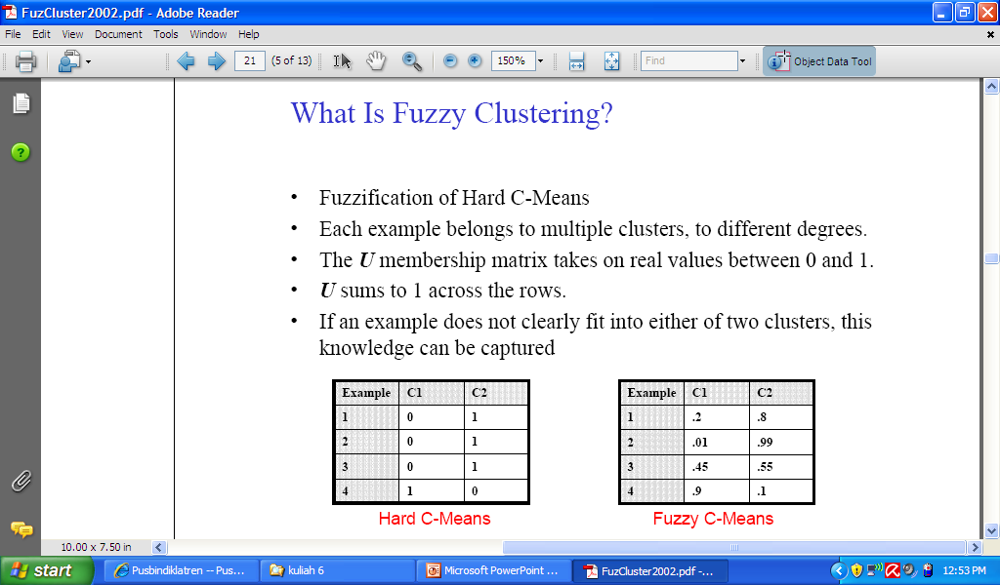 FuzCluster2002.pdf - Adobe Reader
File Edit View Document Tools Window Help
21 (5 of 13) 150% Find Object Data Tool
What Is Fuzzy Clustering?
• Fuzzification of Hard C-Means
• Each example belongs to multiple clusters, to different degrees.
• The U membership matrix takes on real values between 0 and 1.
• U sums to 1 across the rows.
• If an example does not clearly fit into either of two clusters, this
knowledge can be captured
Example C1 C2
1 0 1
2 0 1
3 0 1
4 1 0
Hard C-Means
Example C1 C2
1 .2 .8
2 .01 .99
3 .45 .55
4 .9 .1
Fuzzy C-Means
10.00 x 7.50 in
start Pusbindiklatren -- Pus... kuliah 6 Microsoft PowerPoint ... FuzCluster2002.pdf -... 12:53 PM